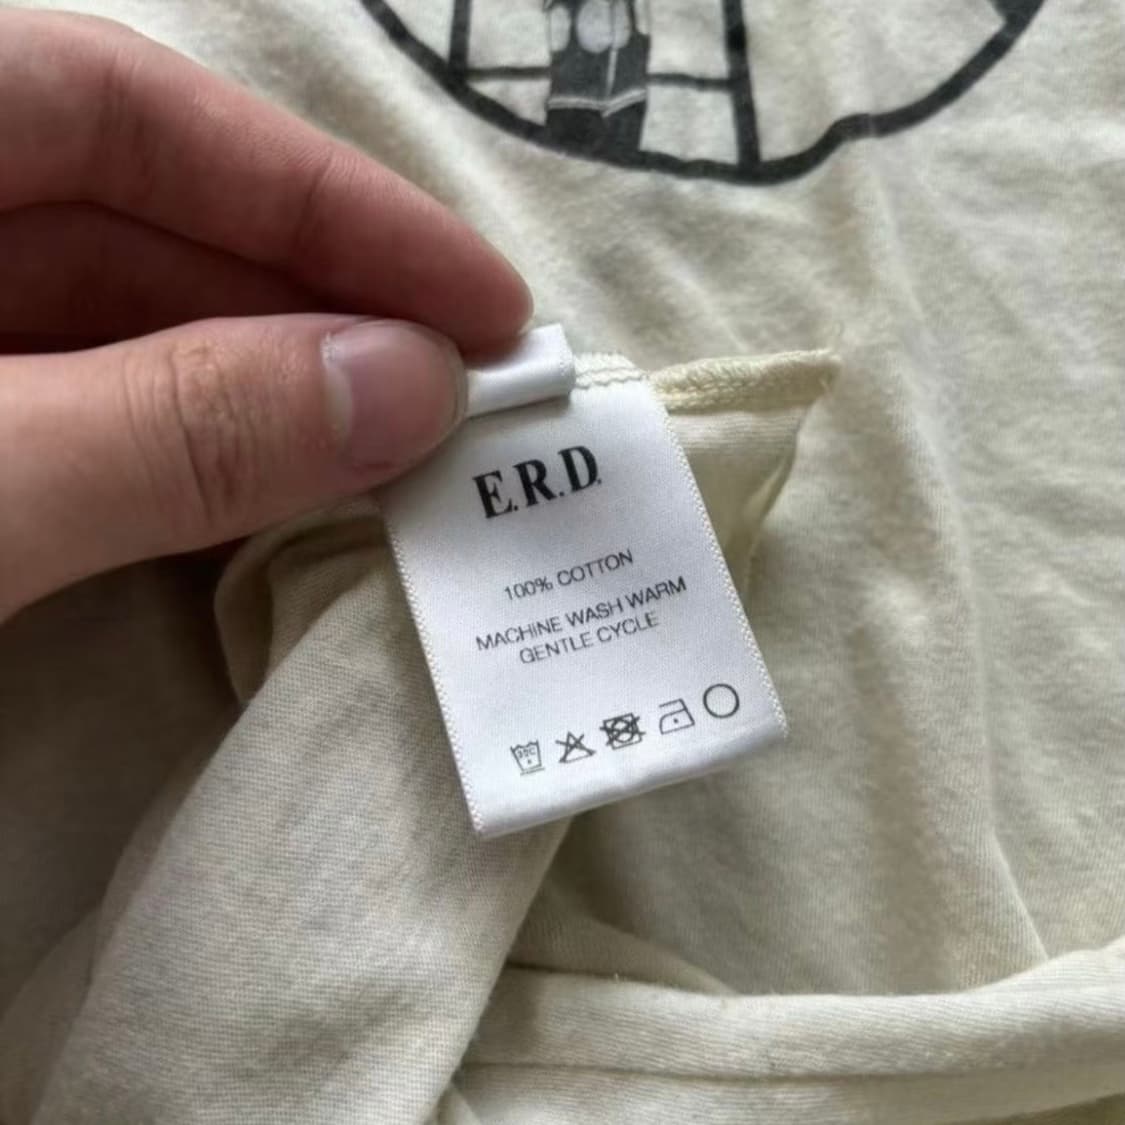 E.R.D.
100% COTTON
MACHINE WASH WARM
GENTLE CYCLE